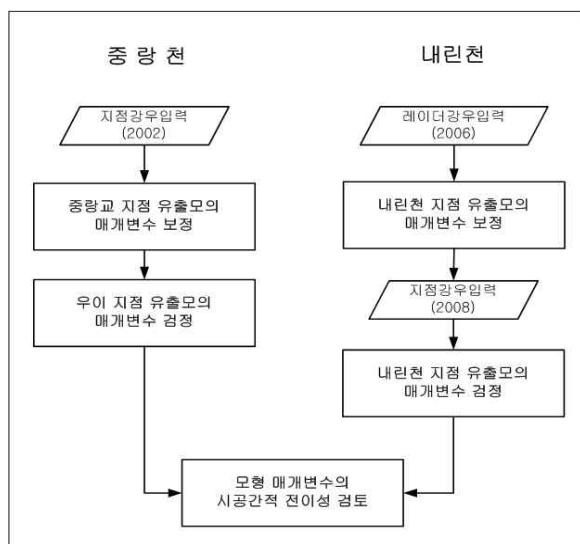 중 랑 천
지점강우입력
(2002)
중랑교 지점 유출모의
매개변수 보정
우이 지점 유출모의
매개변수 검정
내린천
레이더강우입력
(2006)
내린천 지점 유출모의
매개변수 보정
지점강우입력
(2008)
내린천 지점 유출모의
매개변수 검정
모형 매개변수의
시공간적 전이성 검토